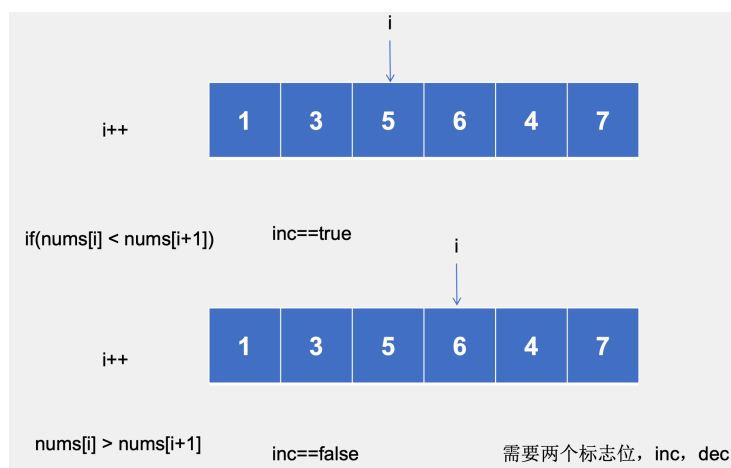 i
i++
1 3 5 6 4 7
if(nums[i] < nums[i+1])
inc==true
i
i++
1 3 5 6 4 7
nums[i] > nums[i+1]
inc==false
需要两个标志位，inc，dec